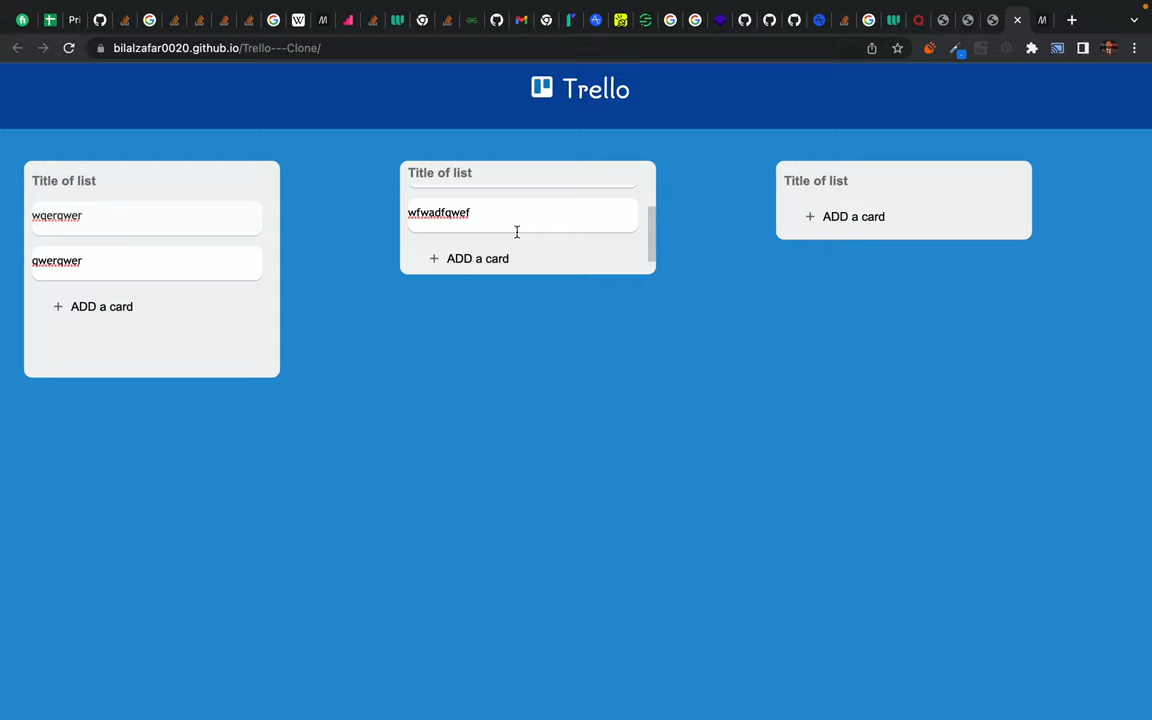 Pri
bilalzafar0020.github.io/Trello---Clone/
Trello
Title of list
wqerqwer
qwerqwer
+ ADD a card
Title of list
wfwadfqwef
+ ADD a card
Title of list
+ ADD a card